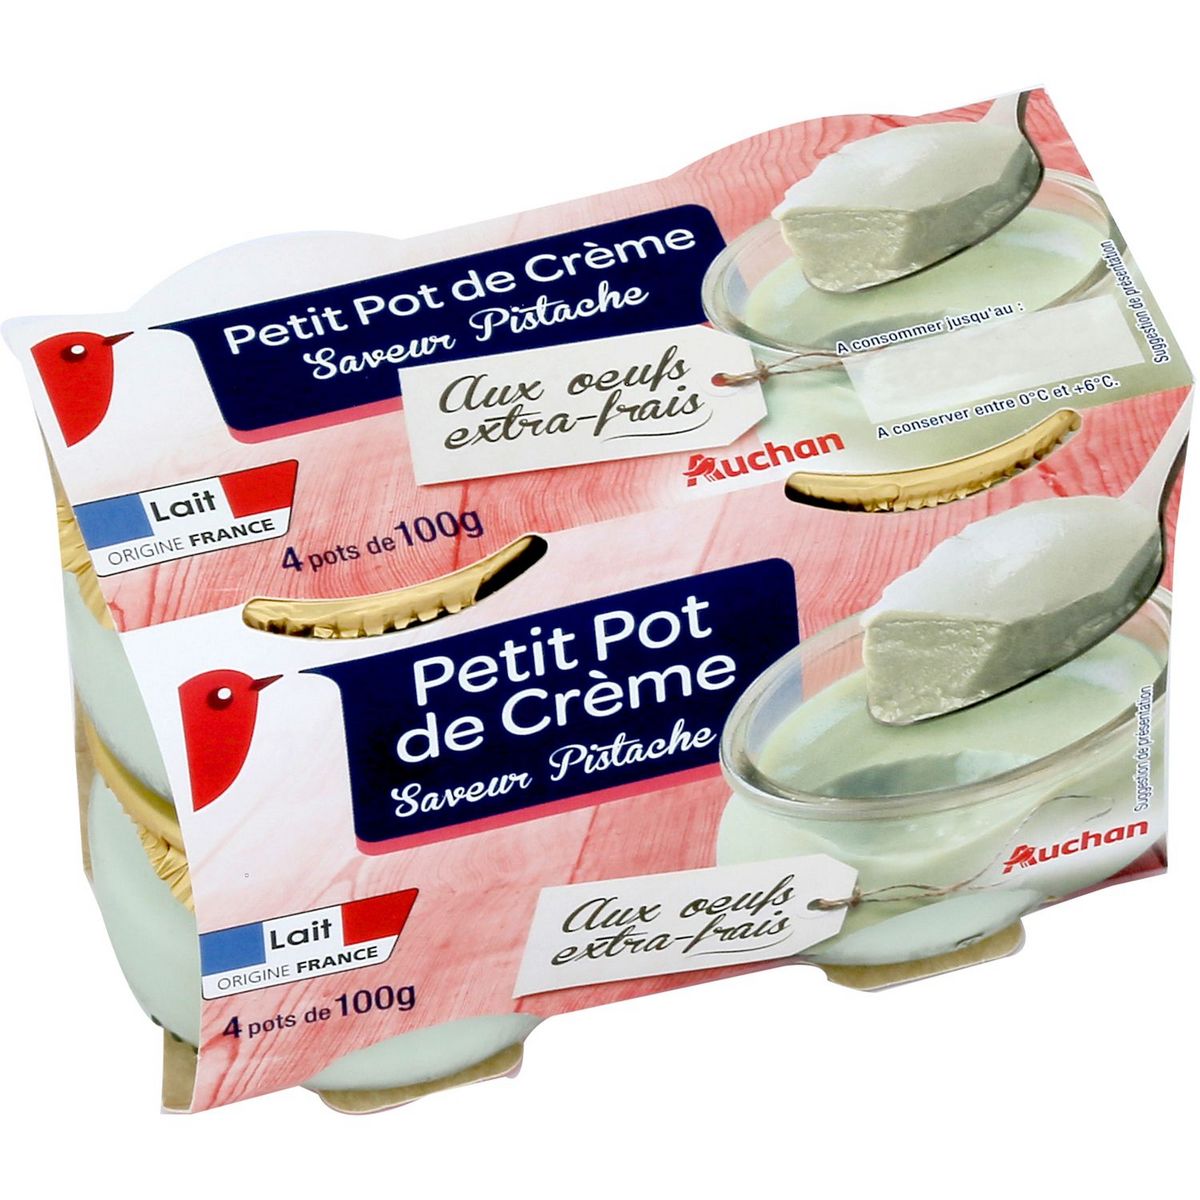 Petit Pot de Crème
Saveur Pistache
Aux oeufs
extra-frais
A consommer jusqu'au :
A conserver entre 0°C et +6°C.
Suggestion de présentation
Auchan
Lait
ORIGINE FRANCE
4 pots de 100g
Petit Pot
de Crème
Saveur Pistache
Suggestion de présentation
Auchan
Aux oeufs
extra-frais
Lait
ORIGINE FRANCE
4 pots de 100g